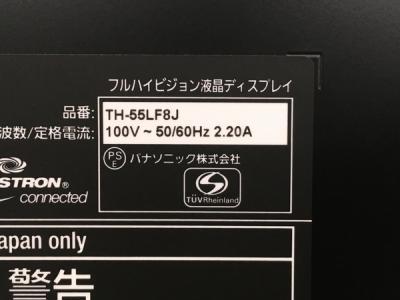 フルハイビジョン液晶ディスプレイ
品番: TH-55LF8J
波数/定格電流: 100V ~ 50/60Hz 2.20A
PS E パナソニック株式会社
STRON®
connected
S
TÜVRheinland
apan only
警告